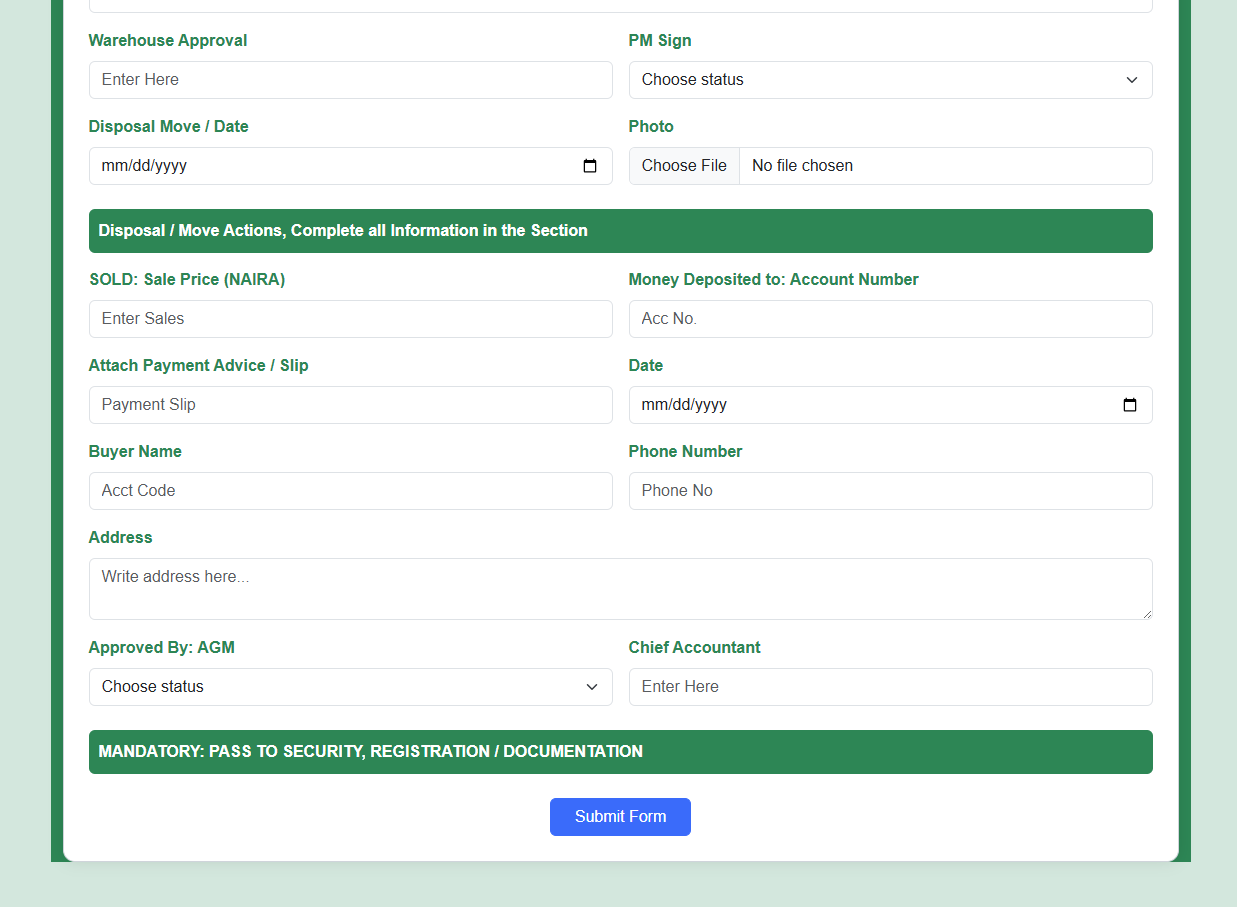 Warehouse Approval
PM Sign
Enter Here
Choose status
Disposal Move / Date
Photo
mm/dd/yyyy
Choose File
No file chosen
Disposal / Move Actions, Complete all Information in the Section
SOLD: Sale Price (NAIRA)
Money Deposited to: Account Number
Enter Sales
Acc No.
Attach Payment Advice / Slip
Date
Payment Slip
mm/dd/yyyy
Buyer Name
Phone Number
Acct Code
Phone No
Address
Write address here...
Approved By: AGM
Chief Accountant
Choose status
Enter Here
MANDATORY: PASS TO SECURITY, REGISTRATION / DOCUMENTATION
Submit Form